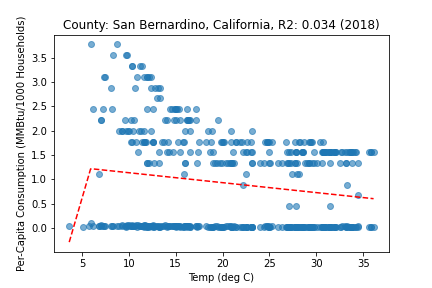 County: San Bernardino, California, R2: 0.034 (2018)
Per-Capita Consumption (MMBtu/1000 Households)
3.5
3.0
2.5
2.0
1.5
1.0
0.5
0.0
5 10 15 20 25 30 35
Temp (deg C)